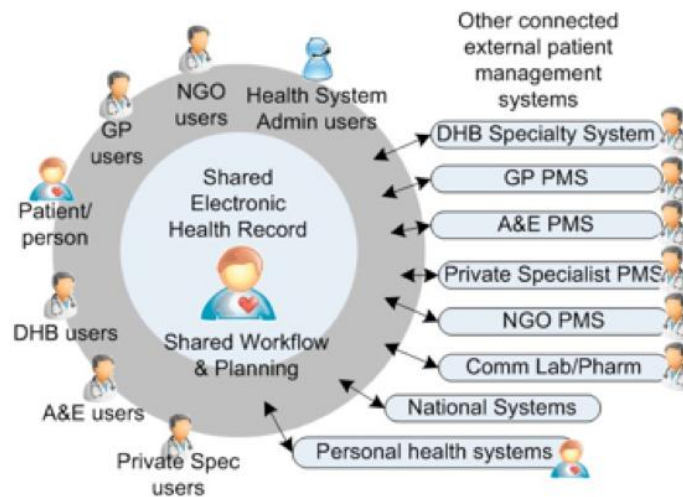 Other connected
external patient
management
systems
NGO
users
Health System
Admin users
GP
users
Patient/
person
DHB users
A&E users
Private Spec
users
Shared
Electronic
Health Record
Shared Workflow
& Planning
DHB Specialty System
GP PMS
A&E PMS
Private Specialist PMS
NGO PMS
Comm Lab/Pharm
National Systems
Personal health systems